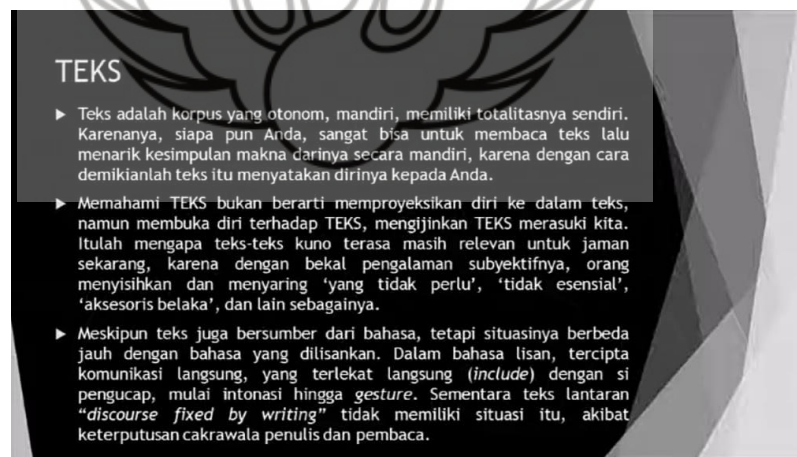 TEKS
► Teks adalah korpus yang otonom, mandiri, memiliki totalitasnya sendiri.
Karenanya, siapa pun Anda, sangat bisa untuk membaca teks lalu
menarik kesimpulan makna darinya secara mandiri, karena dengan cara
demikianlah teks itu menyatakan dirinya kepada Anda.
► Memahami TEKS bukan berarti memproyeksikan diri ke dalam teks,
namun membuka diri terhadap TEKS, mengijinkan TEKS merasuki kita.
Itulah mengapa teks-teks kuno terasa masih relevan untuk jaman
sekarang, karena dengan bekal pengalaman subyektifnya, orang
menyisihkan dan menyaring ‘yang tidak perlu’, ‘tidak esensial’,
‘aksesoris belaka’, dan lain sebagainya.
► Meskipun teks juga bersumber dari bahasa, tetapi situasinya berbeda
jauh dengan bahasa yang dilisankan. Dalam bahasa lisan, tercipta
komunikasi langsung, yang terlekat langsung (include) dengan si
pengucap, mulai intonasi hingga gesture. Sementara teks lantaran
“discourse fixed by writing” tidak memiliki situasi itu, akibat
keterputusan cakrawala penulis dan pembaca.